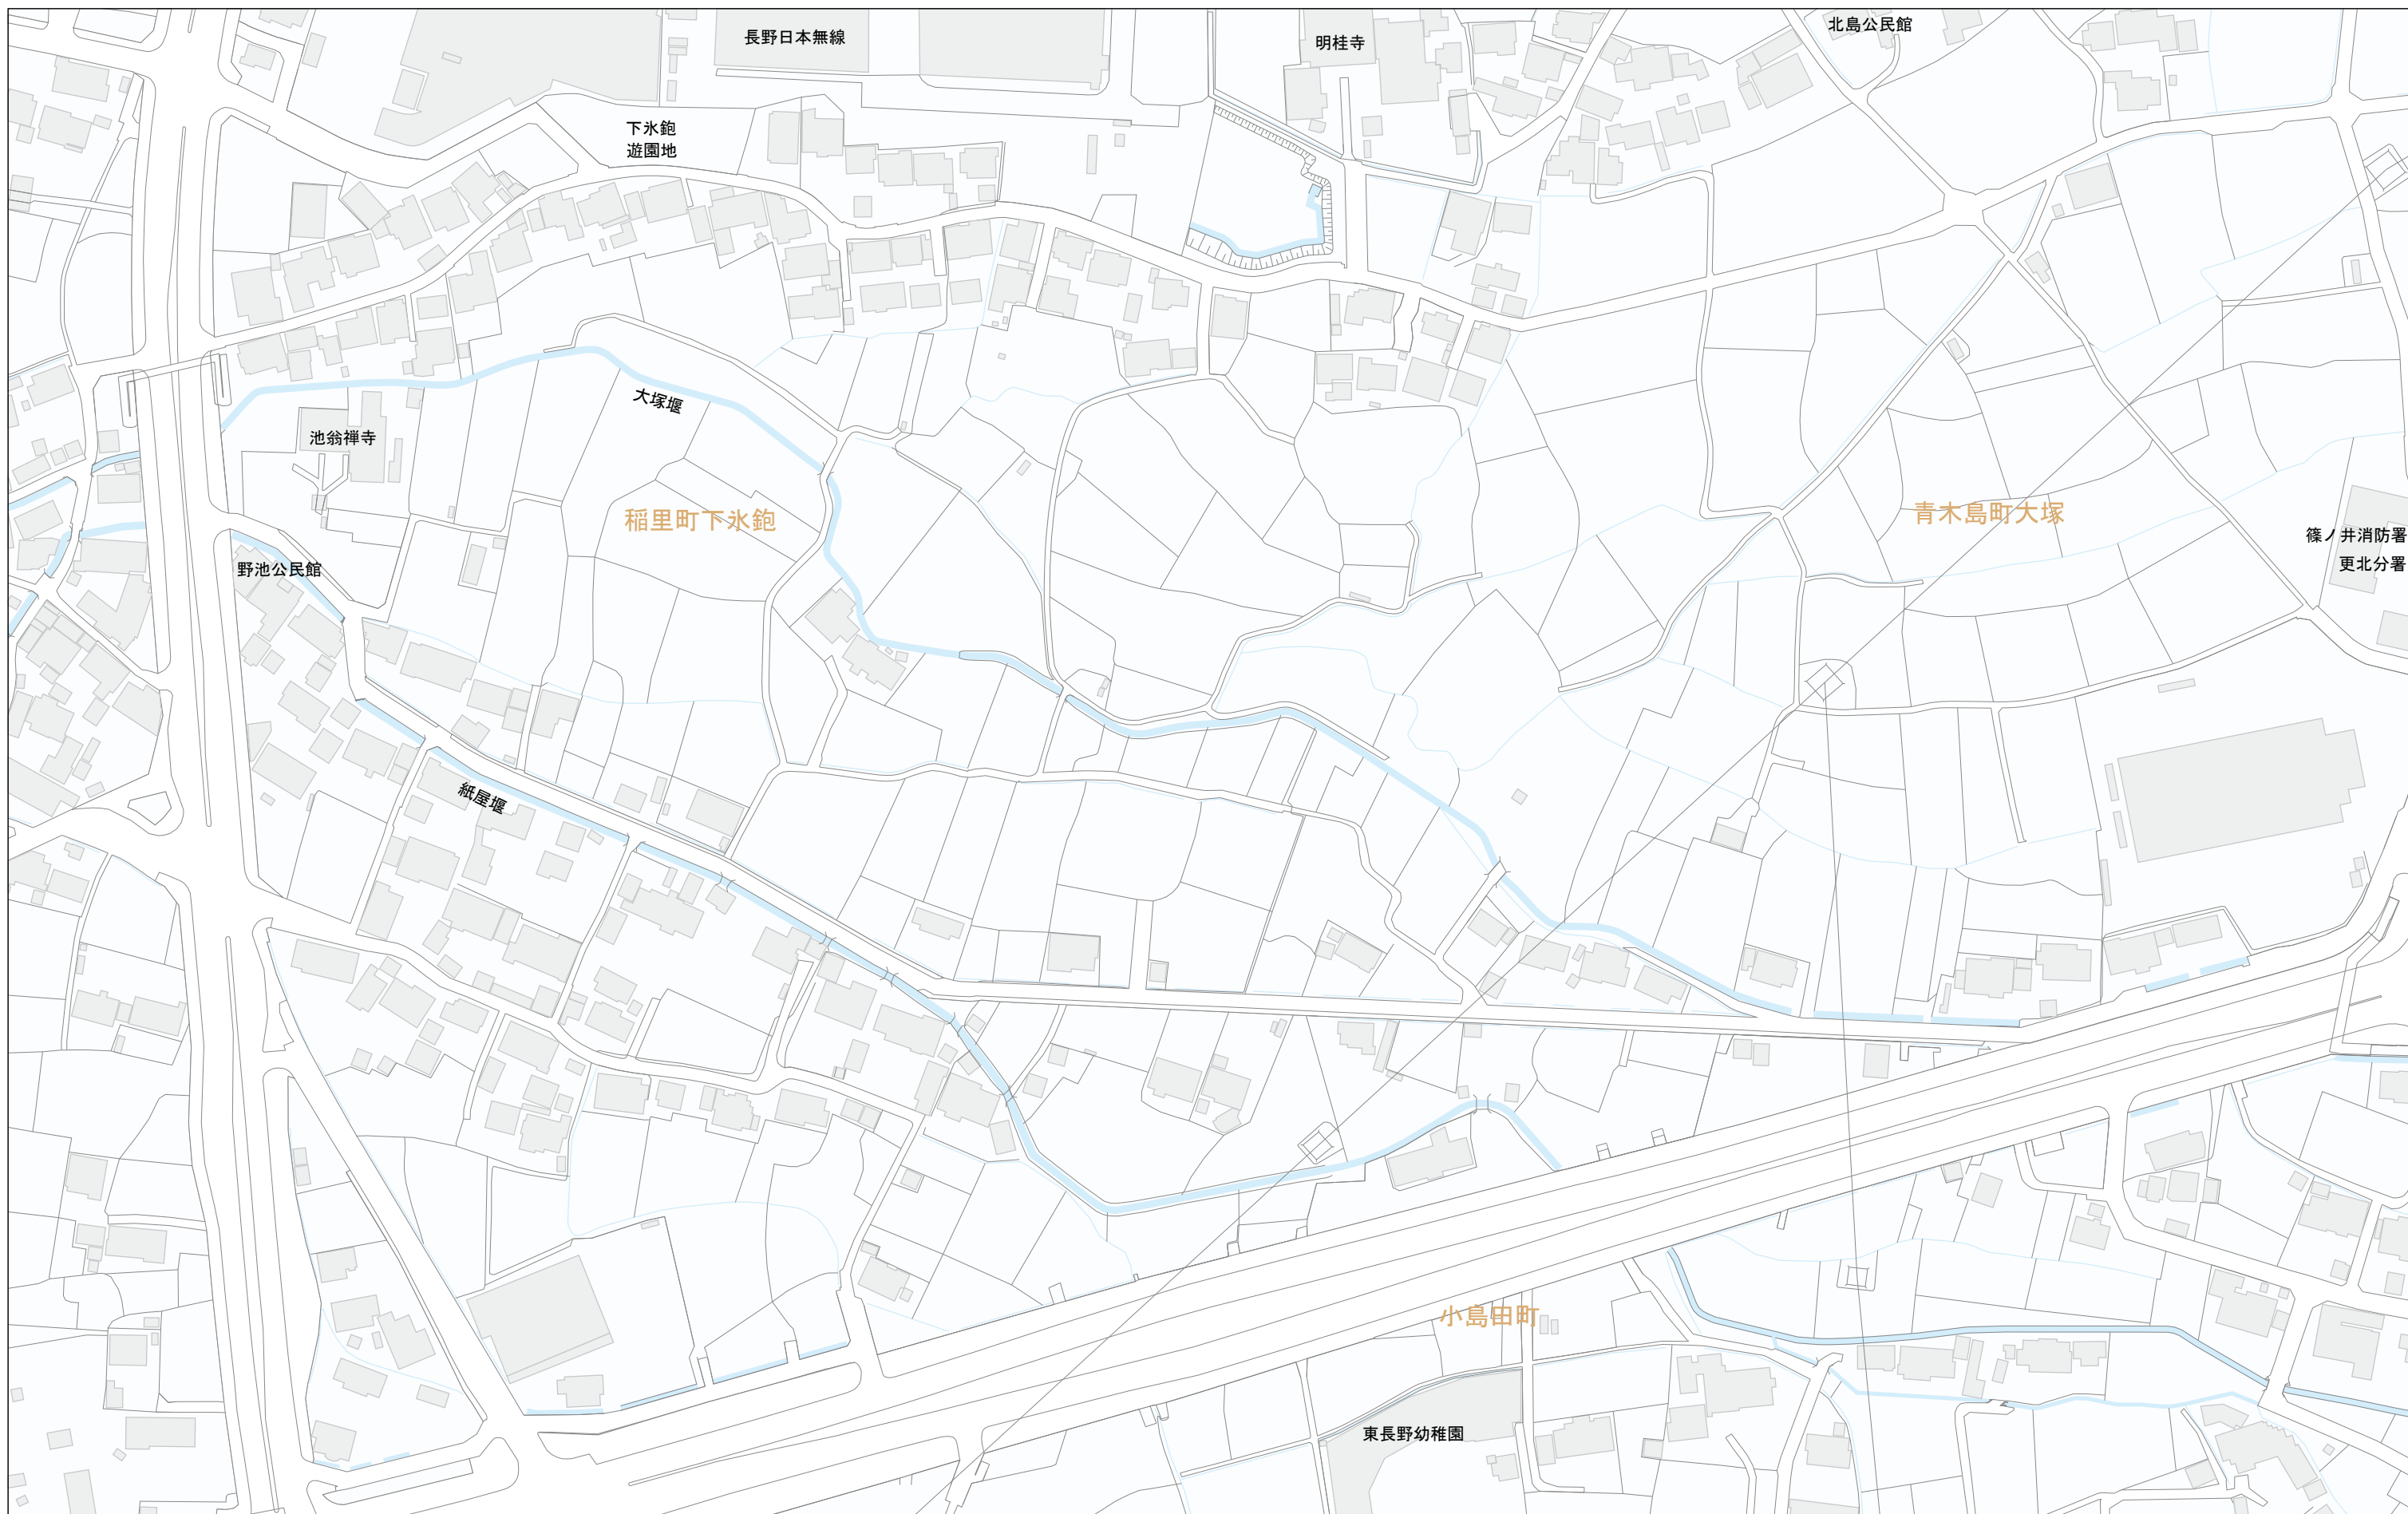 北島公民館
長野日本無線
明桂寺
下氷鉋
遊園地
大塚堰
池翁禅寺
稲里町下氷鉋
青木島町大塚
篠ノ井消防署
更北分署
野池公民館
紙屋堰
小島田町
東長野幼稚園